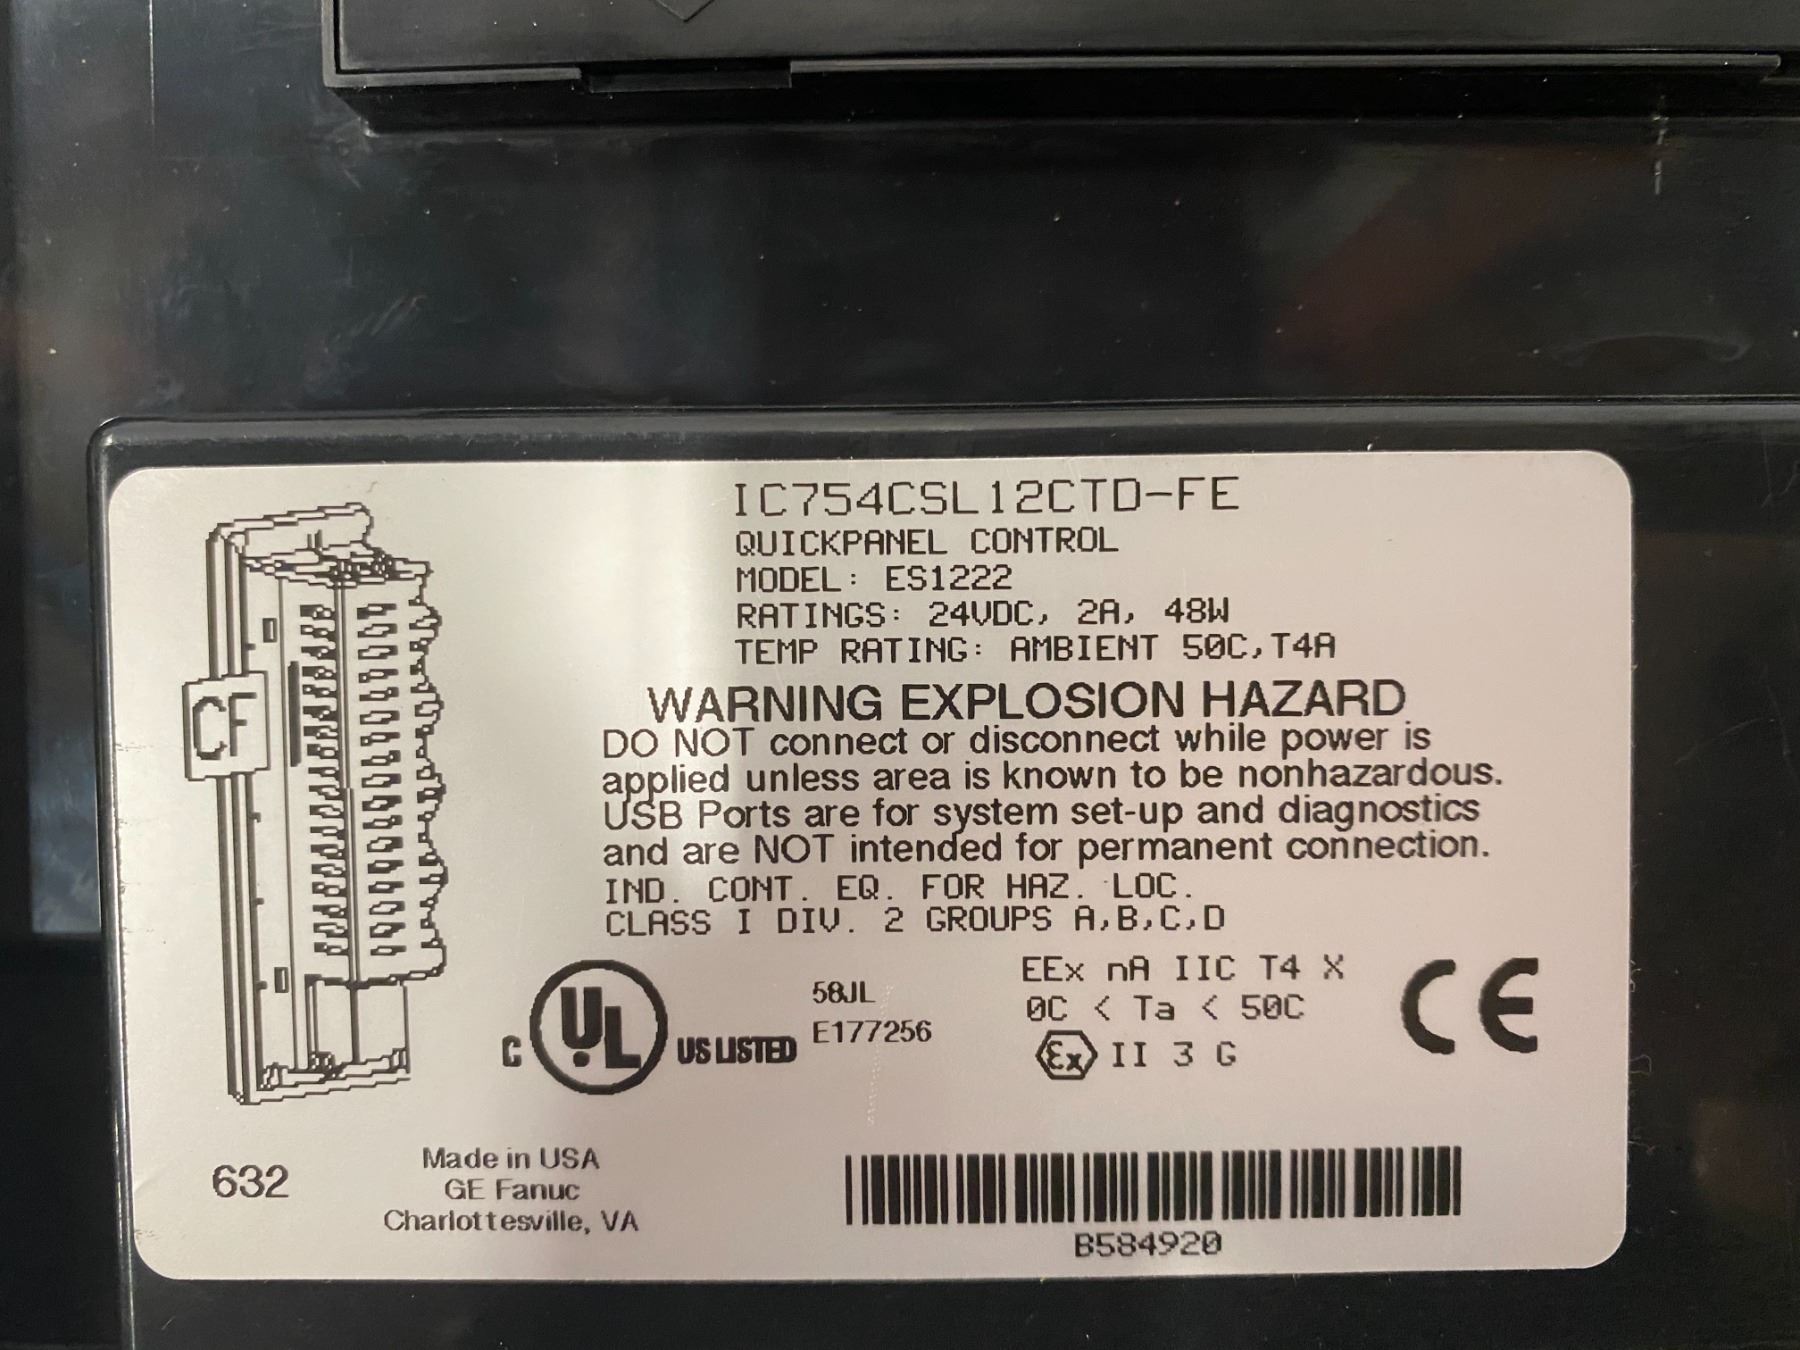 IC754CSL12CTD-FE
QUICKPANEL CONTROL
MODEL: ES1222
RATINGS: 24VDC, 2A, 48W
TEMP RATING: AMBIENT 50C,T4A
CF
WARNING EXPLOSION HAZARD
DO NOT connect or disconnect while power is
applied unless area is known to be nonhazardous.
USB Ports are for system set-up and diagnostics
and are NOT intended for permanent connection.
IND. CONT. EQ. FOR HAZ. LOC.
CLASS I DIV. 2 GROUPS A,B,C,D
C UL US LISTED
58JL
E177256
EEx nA IIC T4 X
0C < Ta < 50C
Ex II 3 G
CE
632
Made in USA
GE Fanuc
Charlottesville, VA
B584920